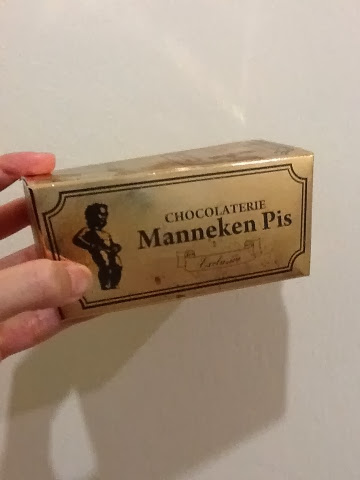 CHOCOLATERIE
Manneken Pis
Exclusive